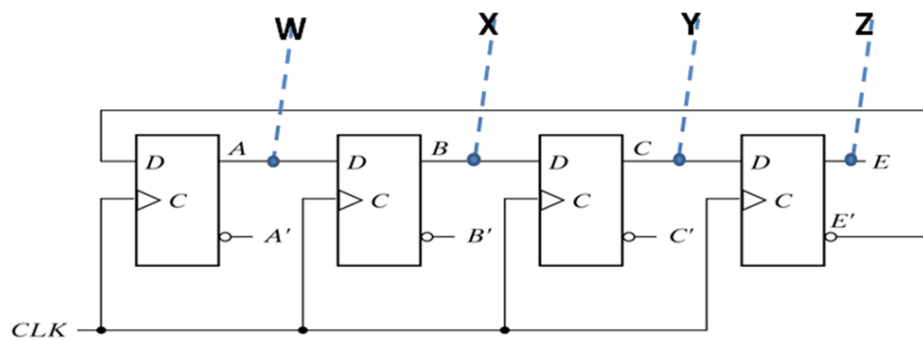 W X Y Z
A B C
D D D D E
C C C C
E'
A' B' C'
CLK